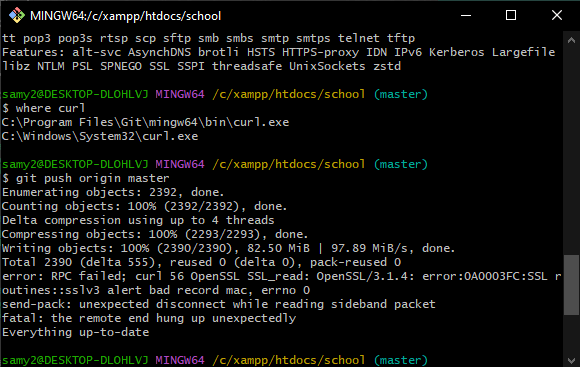 MINGW64:/c/xampp/htdocs/school
tt pop3 pop3s rtsp scp sftp smb smbs smtp smtps telnet tftp
Features: alt-svc AsynchDNS brotli HSTS HTTPS-proxy IDN IPv6 Kerberos Largefile
libz NTLM PSL SPNEGO SSL SSPI threadsafe UnixSockets zstd
samy2@DESKTOP-DLOHLVJ MINGW64 /c/xampp/htdocs/school (master)
$ where curl
C:\Program Files\Git\mingw64\bin\curl.exe
C:\Windows\System32\curl.exe
samy2@DESKTOP-DLOHLVJ MINGW64 /c/xampp/htdocs/school (master)
$ git push origin master
Enumerating objects: 2392, done.
Counting objects: 100% (2392/2392), done.
Delta compression using up to 4 threads
Compressing objects: 100% (2293/2293), done.
Writing objects: 100% (2390/2390), 82.50 MiB | 97.89 MiB/s, done.
Total 2390 (delta 555), reused 0 (delta 0), pack-reused 0
error: RPC failed; curl 56 OpenSSL SSL_read: OpenSSL/3.1.4: error:0A0003FC:SSL r
outines::sslv3 alert bad record mac, errno 0
send-pack: unexpected disconnect while reading sideband packet
fatal: the remote end hung up unexpectedly
Everything up-to-date
samy2@DESKTOP-DLOHLVJ MINGW64 /c/xampp/htdocs/school (master)